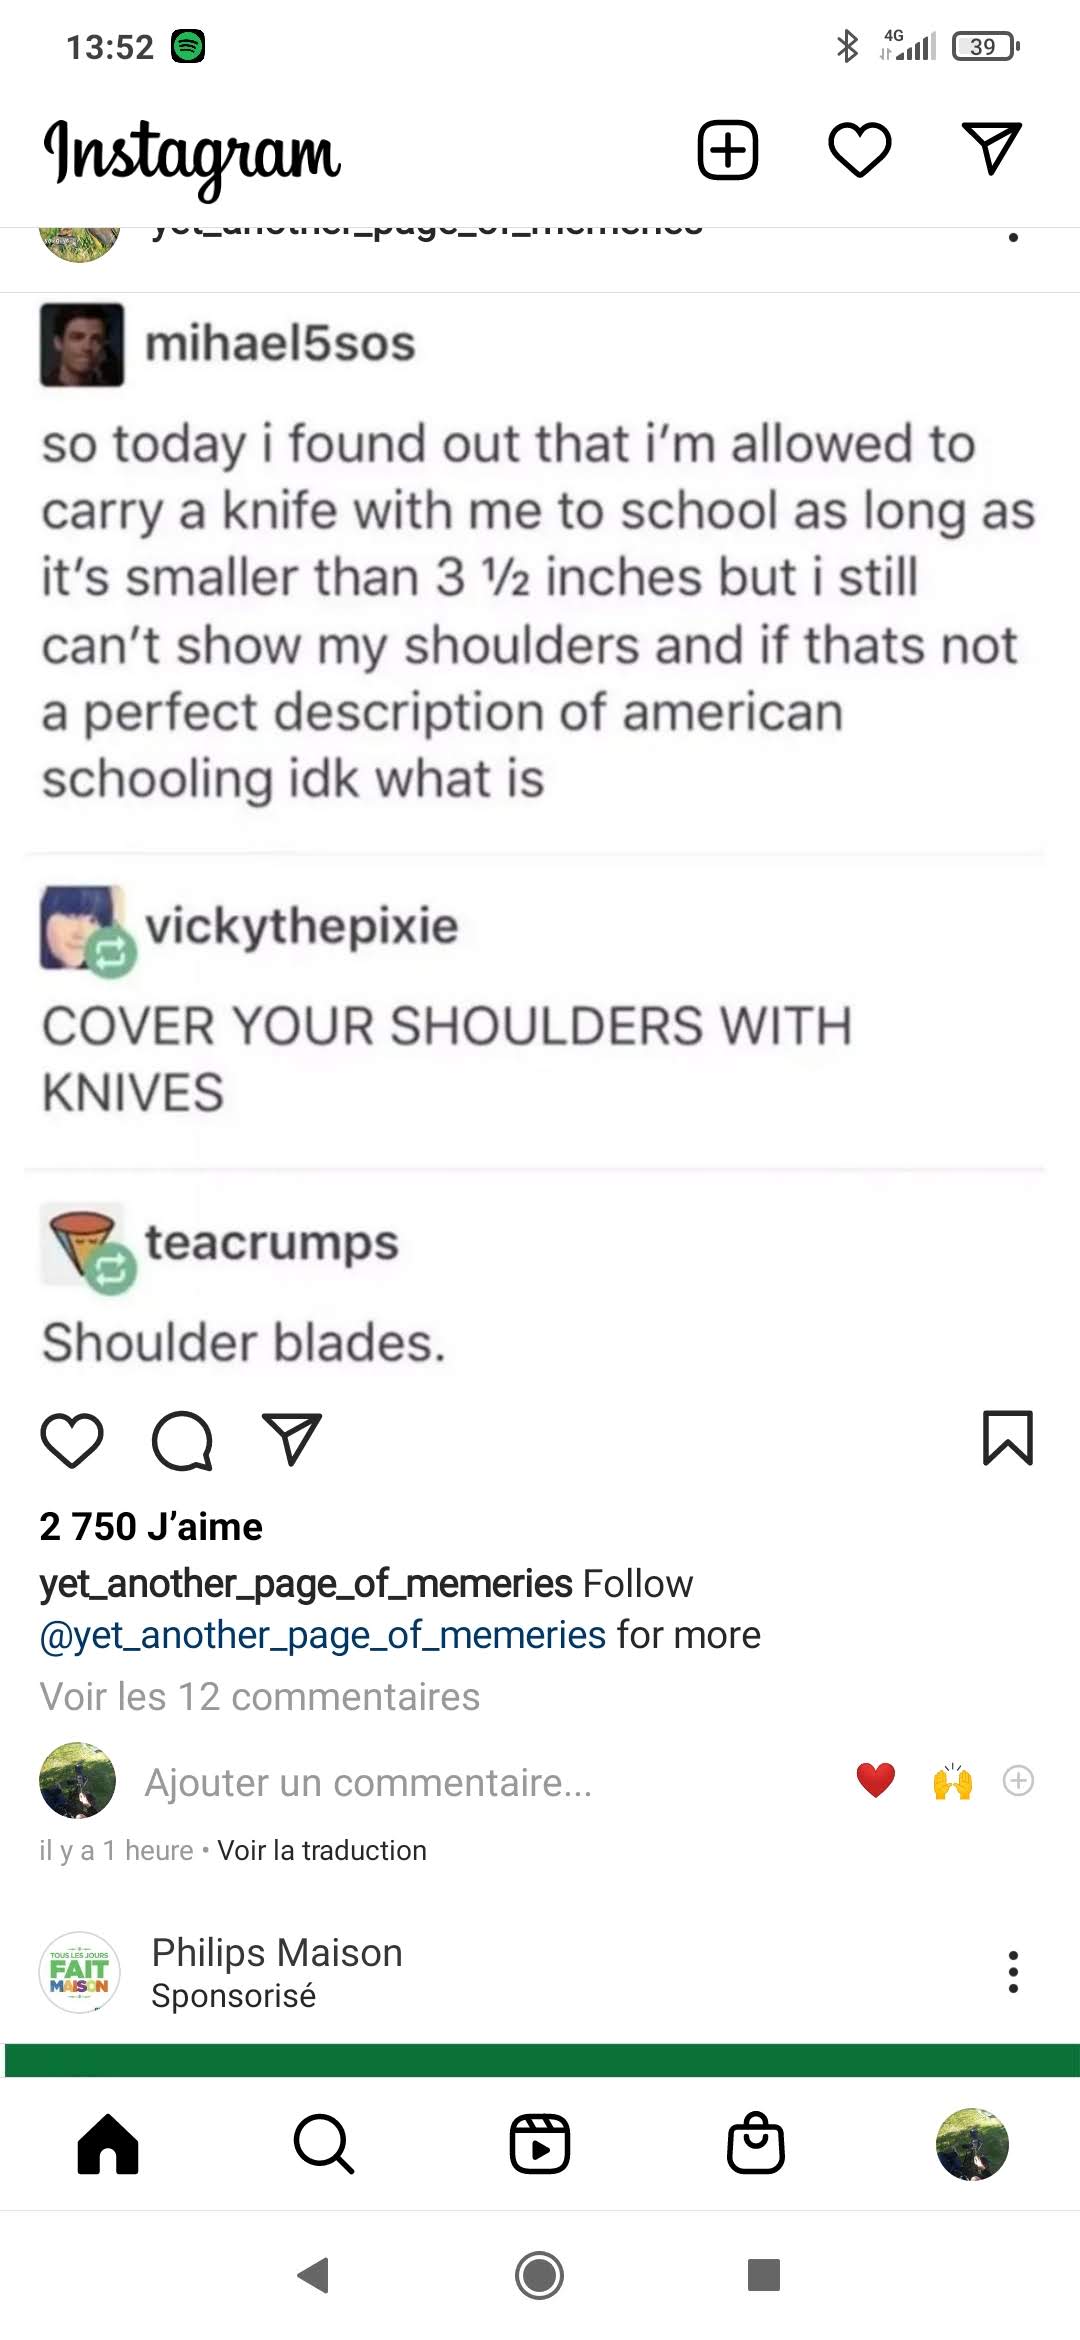 13:52
4G
39
Instagram
yet_another_page_of_memeries
mihael5sos
so today i found out that i'm allowed to
carry a knife with me to school as long as
it's smaller than 3 ½ inches but i still
can't show my shoulders and if thats not
a perfect description of american
schooling idk what is
vickythepixie
COVER YOUR SHOULDERS WITH
KNIVES
teacrumps
Shoulder blades.
2 750 J’aime
yet_another_page_of_memeries Follow
@yet_another_page_of_memeries for more
Voir les 12 commentaires
Ajouter un commentaire...
il y a 1 heure • Voir la traduction
TOUS LES JOURS
FAIT
MAISON
Philips Maison
Sponsorisé